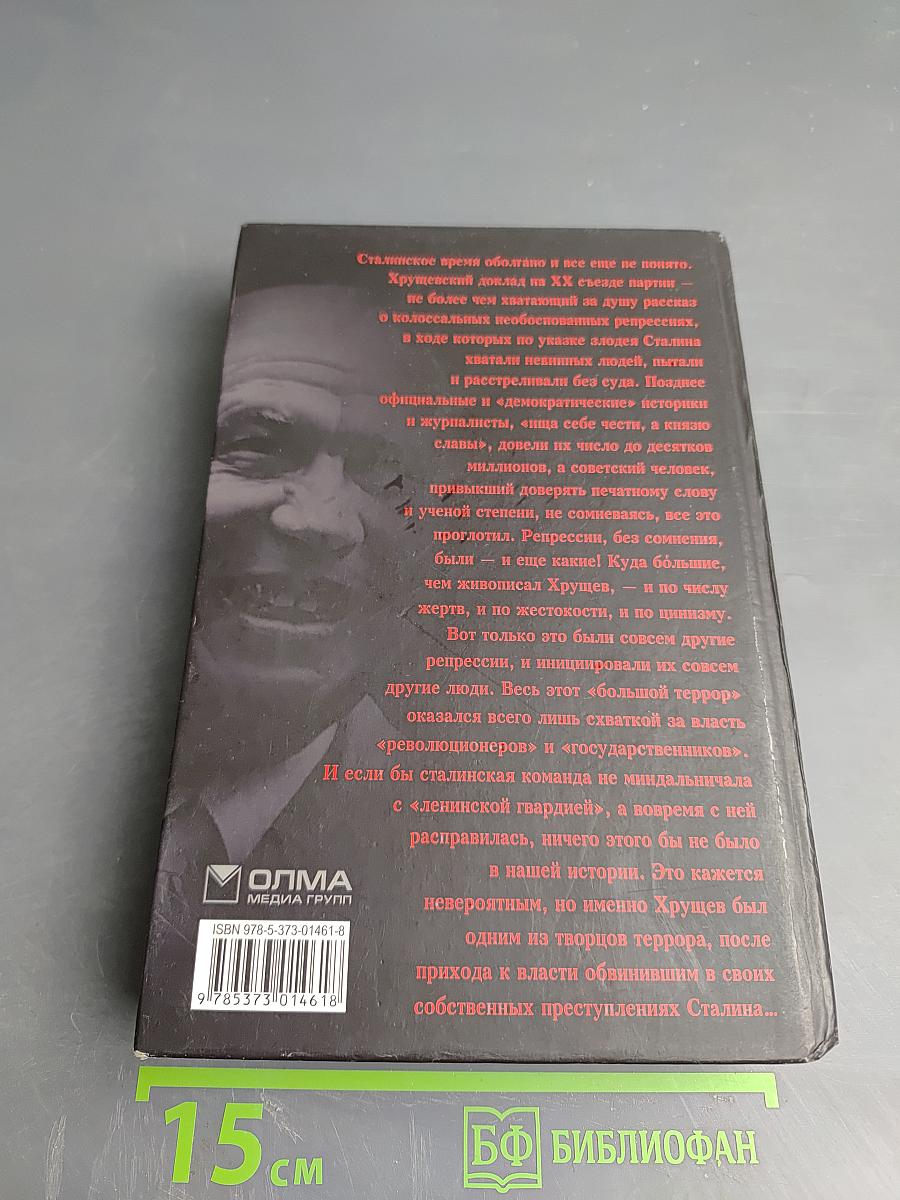 Сталинское время оболгано и все еще не понято.
Хрущевский доклад на XX съезде партии —
не более чем хватающий за душу рассказ
о колоссальных необоснованных репрессиях,
в ходе которых по указке злодея Сталина
хватали невинных людей, пытали
и расстреливали без суда. Позднее
официальные и «демократические» историки
и журналисты, «ища себе чести, а князю
славы», довели их число до десятков
миллионов, а советский человек,
привыкший доверять печатному слову
и ученой степени, не сомневаясь, все это
проглотил. Репрессии, без сомнения,
были — и еще какие! Куда бо́льшие,
чем живописал Хрущев, — и по числу
жертв, и по жестокости, и по цинизму.
Вот только это были совсем другие
репрессии, и инициировали их совсем
другие люди. Весь этот «большой террор»
оказался всего лишь схваткой за власть
«революционеров» и «государственников».
И если бы сталинская команда не миндальничала
с «ленинской гвардией», а вовремя с ней
расправилась, ничего этого бы не было
в нашей истории. Это кажется
невероятным, но именно Хрущев был
одним из творцов террора, после
прихода к власти обвинившим в своих
собственных преступлениях Сталина...
ОЛМА
МЕДИА ГРУПП
ISBN 978-5-373-01461-8
9 785373 014618
15 см
БФ БИБЛИОФАН